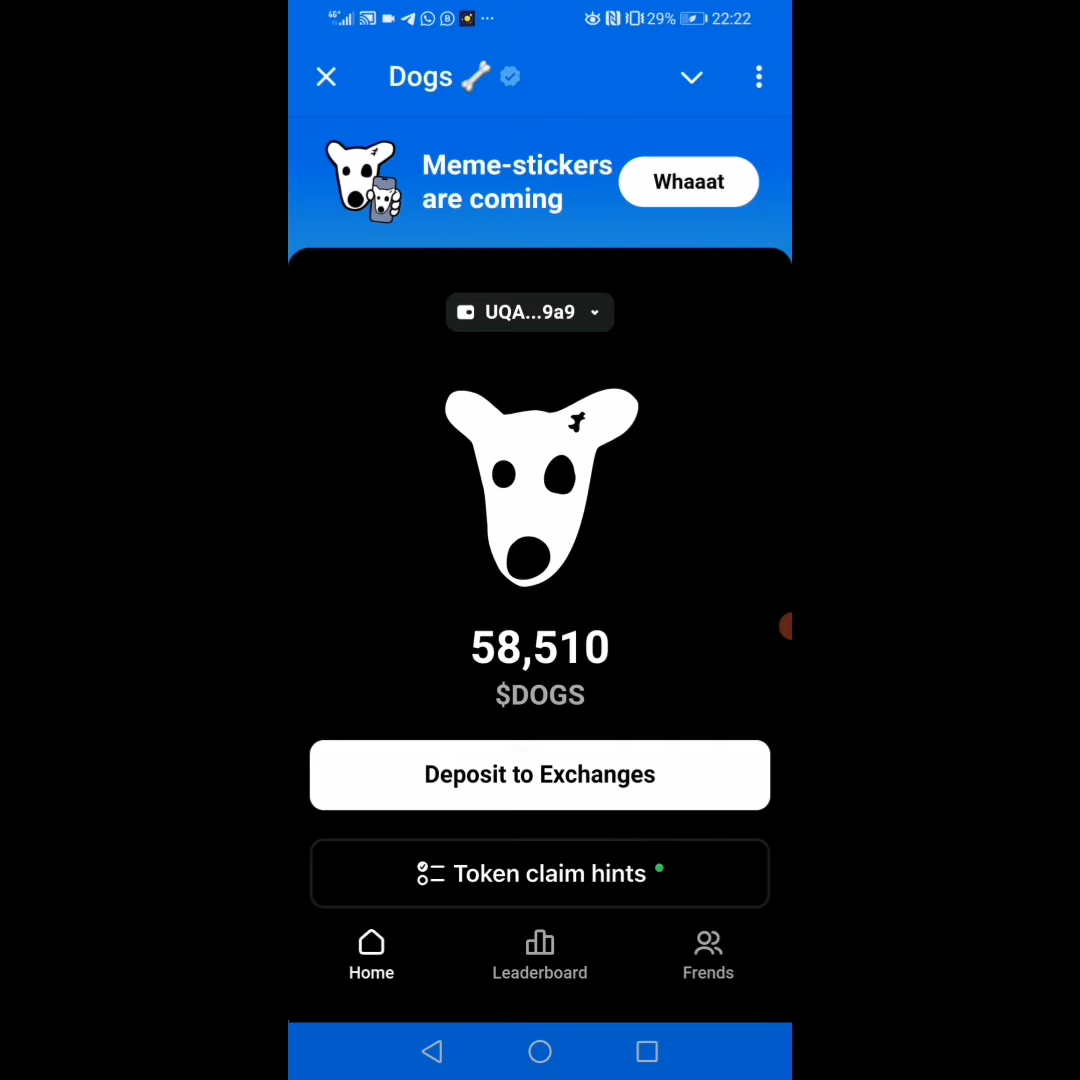 4G+ 29% 22:22
Dogs
Meme-stickers
are coming
Whaaat
UQA...9a9
58,510
$DOGS
Deposit to Exchanges
Token claim hints
Home Leaderboard Frends